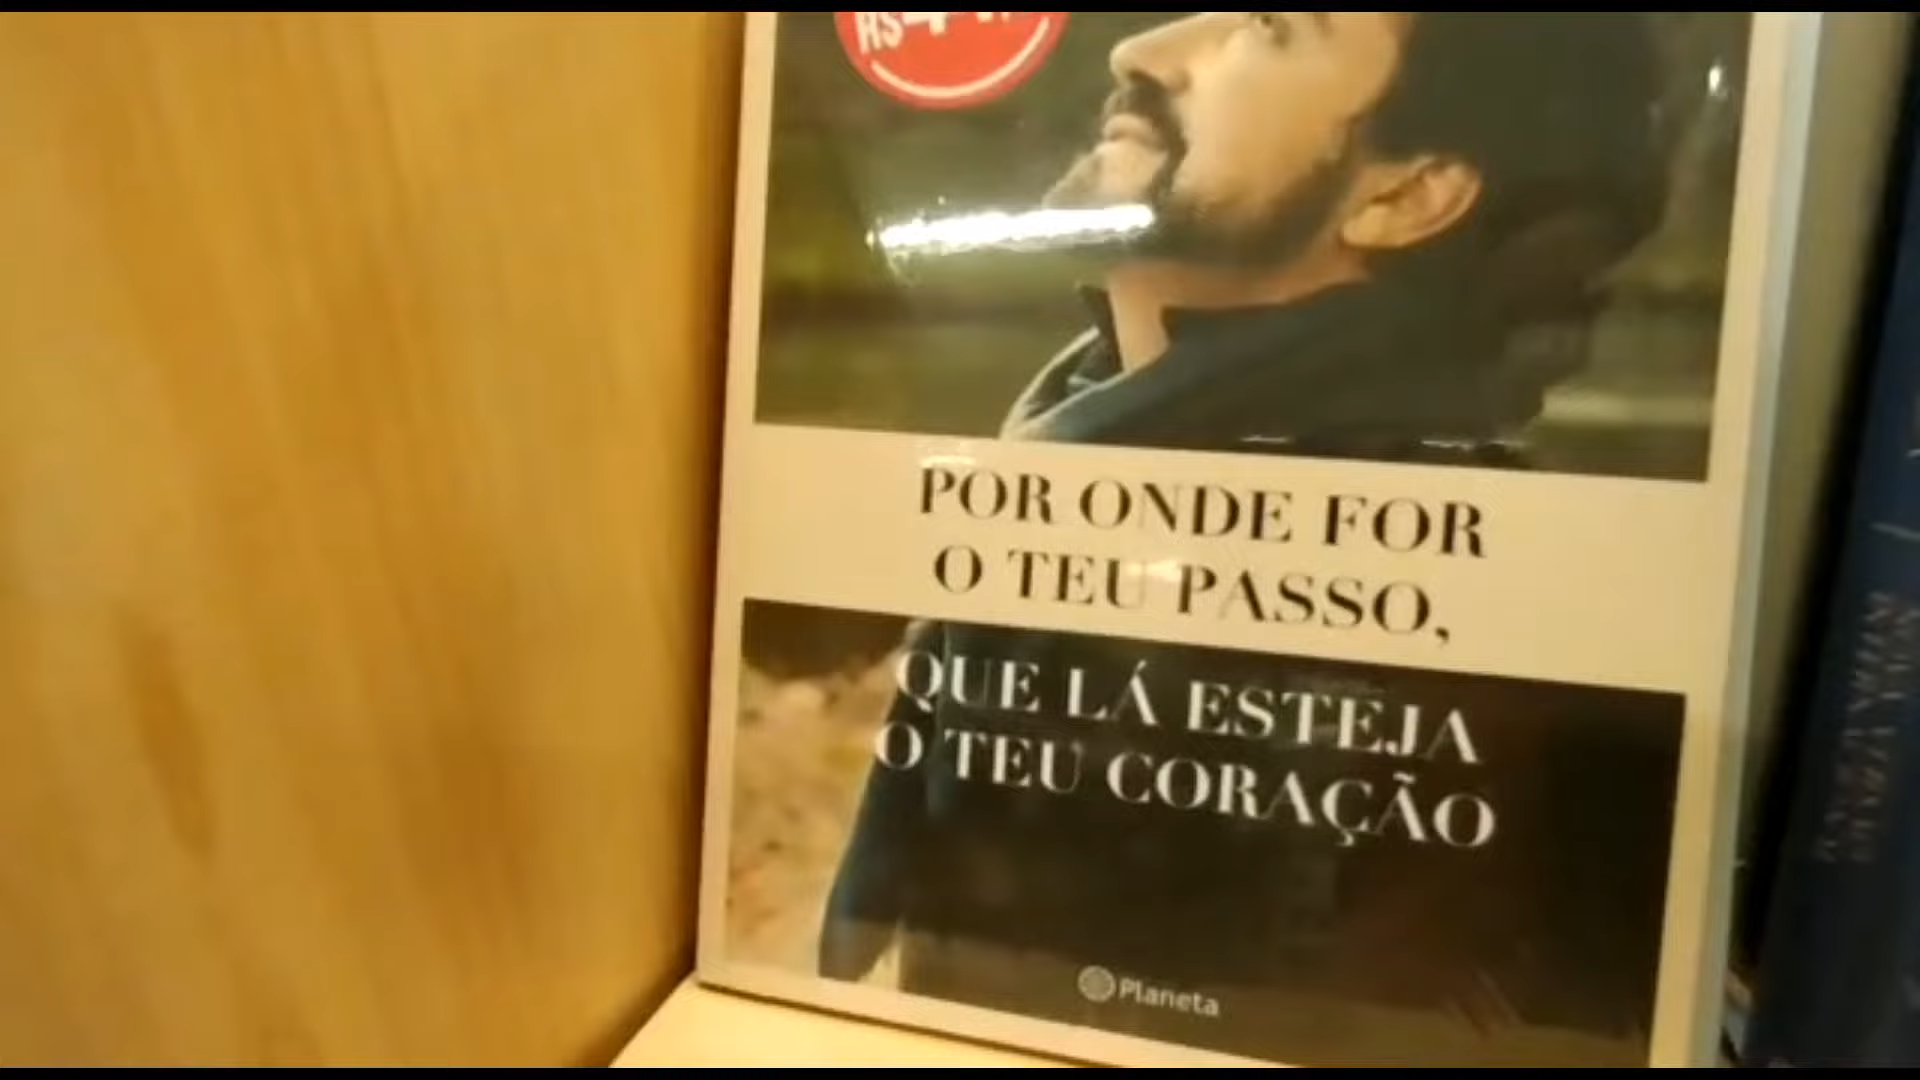 R$
POR ONDE FOR
O TEU PASSO,
QUE LÁ ESTEJA
O TEU CORAÇÃO
Planeta